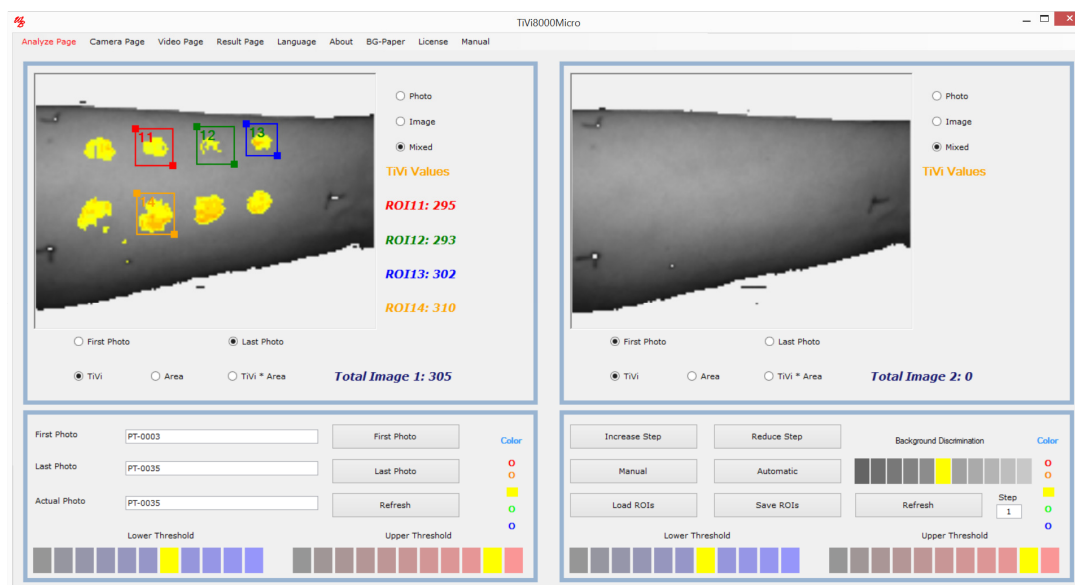 TiVi8000Micro
Analyze Page Camera Page Video Page Result Page Language About BG-Paper License Manual
11 12 13
14
Photo
Image
Mixed
TiVi Values
ROI11: 295
ROI12: 293
ROI13: 302
ROI14: 310
First Photo Last Photo
TiVi Area TiVi * Area Total Image 1: 305
Photo
Image
Mixed
TiVi Values
First Photo Last Photo
TiVi Area TiVi * Area Total Image 2: 0
First Photo PT-0003 First Photo Color
Last Photo PT-0035 Last Photo
Actual Photo PT-0035 Refresh
Lower Threshold Upper Threshold
Increase Step Reduce Step Background Discrimination Color
Manual Automatic
Load ROIs Save ROIs Refresh Step
1
Lower Threshold Upper Threshold